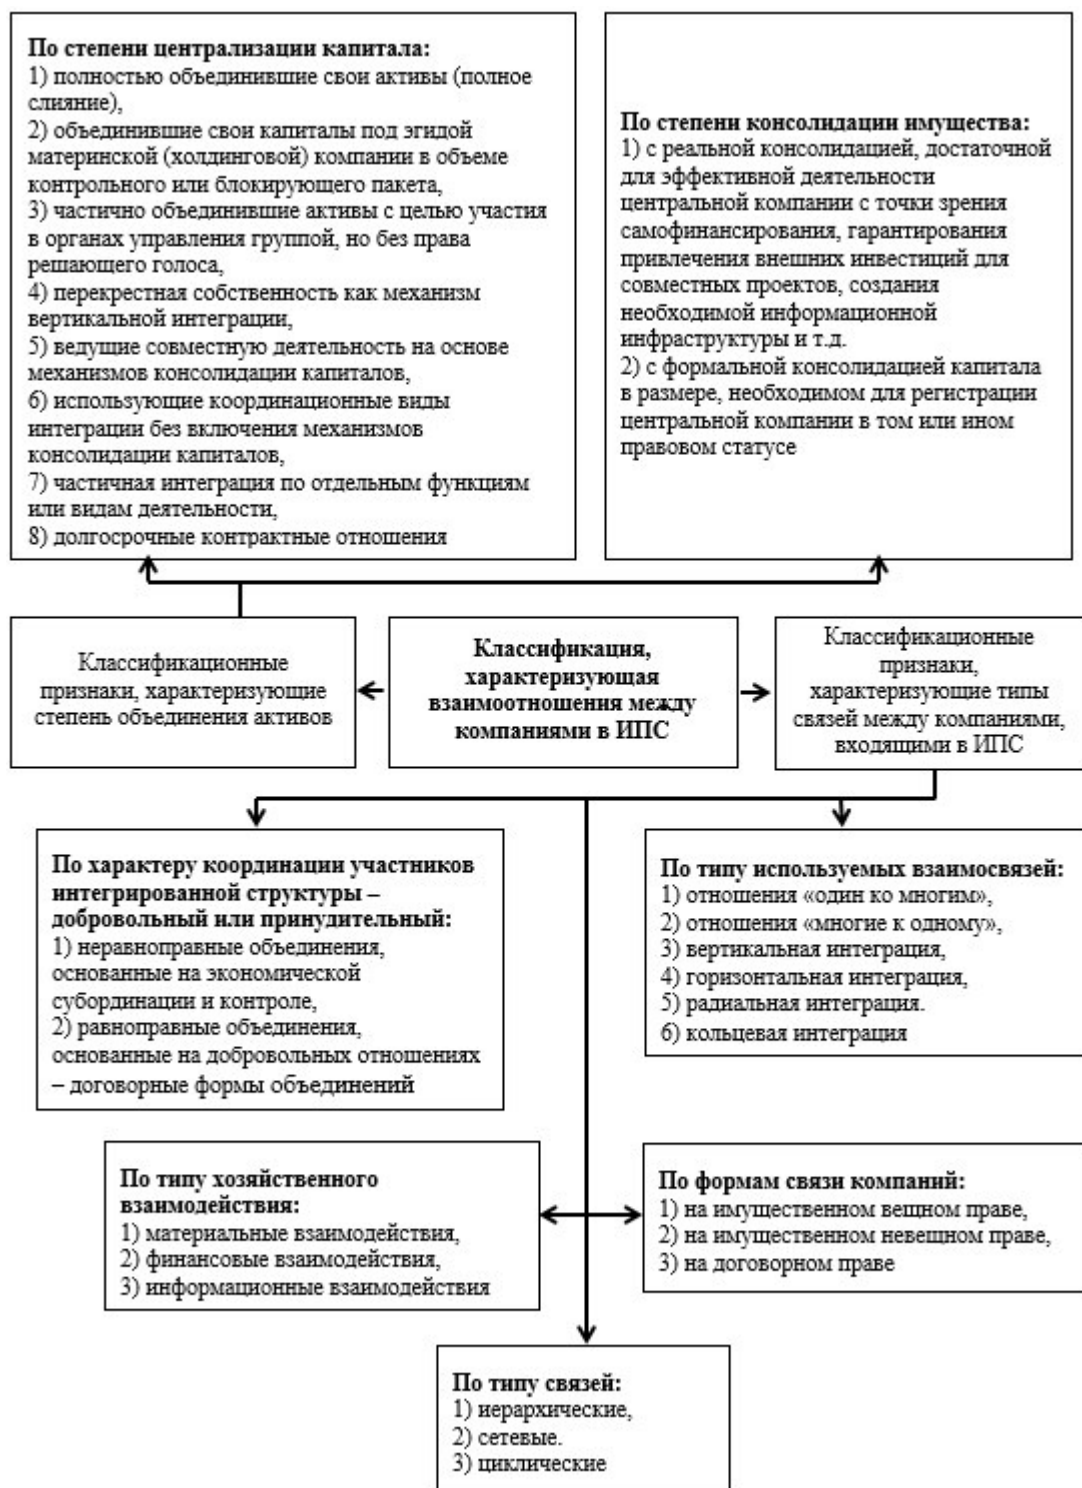 По степени централизации капитала:
1) полностью объединившие свои активы (полное
слияние),
2) объединившие свои капиталы под эгидой
материнской (холдинговой) компании в объеме
контрольного или блокирующего пакета,
3) частично объединившие активы с целью участия
в органах управления группой, но без права
решающего голоса,
4) перекрестная собственность как механизм
вертикальной интеграции,
5) ведущие совместную деятельность на основе
механизмов консолидации капиталов,
6) использующие координационные виды
интеграции без включения механизмов
консолидации капиталов,
7) частичная интеграция по отдельным функциям
или видам деятельности,
8) долгосрочные контрактные отношения
По степени консолидации имущества:
1) с реальной консолидацией, достаточной
для эффективной деятельности
центральной компании с точки зрения
самофинансирования, гарантирования
привлечения внешних инвестиций для
совместных проектов, создания
необходимой информационной
инфраструктуры и т.д.
2) с формальной консолидацией капитала
в размере, необходимом для регистрации
центральной компании в том или ином
правовом статусе
Классификационные
признаки, характеризующие
степень объединения активов
Классификация,
характеризующая
взаимоотношения между
компаниями в ИПС
Классификационные
признаки,
характеризующие типы
связей между компаниями,
входящими в ИПС
По характеру координации участников
интегрированной структуры –
добровольный или принудительный:
1) неравноправные объединения,
основанные на экономической
субординации и контроле,
2) равноправные объединения,
основанные на добровольных отношениях
– договорные формы объединений
По типу используемых взаимосвязей:
1) отношения «один ко многим»,
2) отношения «многие к одному»,
3) вертикальная интеграция,
4) горизонтальная интеграция,
5) радиальная интеграция.
6) кольцевая интеграция
По типу хозяйственного
взаимодействия:
1) материальные взаимодействия,
2) финансовые взаимодействия,
3) информационные взаимодействия
По формам связи компаний:
1) на имущественном вещном праве,
2) на имущественном невещном праве,
3) на договорном праве
По типу связей:
1) иерархические,
2) сетевые.
3) циклические